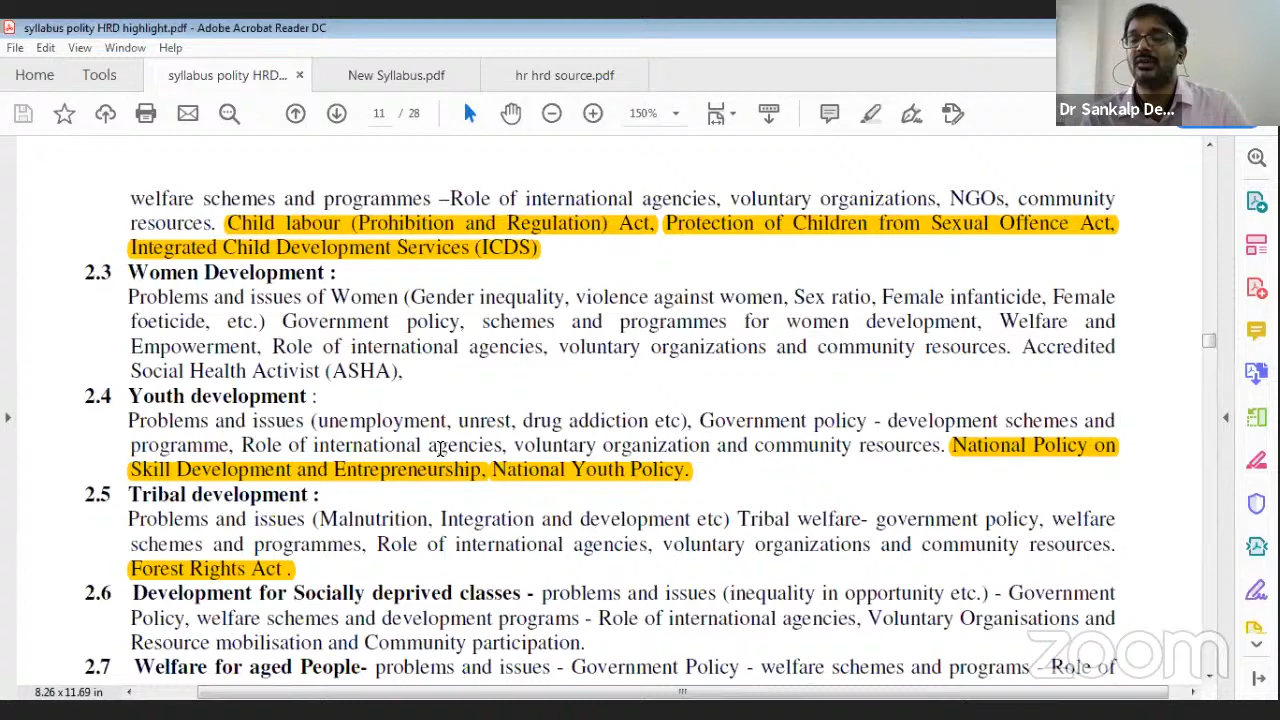 syllabus polity HRD highlight.pdf - Adobe Acrobat Reader DC
File Edit View Window Help
Home Tools syllabus polity HRD... × New Syllabus.pdf hr hrd source.pdf
11 / 28 150%
Dr Sankalp De...
welfare schemes and programmes –Role of international agencies, voluntary organizations, NGOs, community
resources. Child labour (Prohibition and Regulation) Act, Protection of Children from Sexual Offence Act,
Integrated Child Development Services (ICDS)
2.3 Women Development :
Problems and issues of Women (Gender inequality, violence against women, Sex ratio, Female infanticide, Female
foeticide, etc.) Government policy, schemes and programmes for women development, Welfare and
Empowerment, Role of international agencies, voluntary organizations and community resources. Accredited
Social Health Activist (ASHA),
2.4 Youth development :
Problems and issues (unemployment, unrest, drug addiction etc), Government policy - development schemes and
programme, Role of international agencies, voluntary organization and community resources. National Policy on
Skill Development and Entrepreneurship, National Youth Policy.
2.5 Tribal development :
Problems and issues (Malnutrition, Integration and development etc) Tribal welfare- government policy, welfare
schemes and programmes, Role of international agencies, voluntary organizations and community resources.
Forest Rights Act .
2.6 Development for Socially deprived classes - problems and issues (inequality in opportunity etc.) - Government
Policy, welfare schemes and development programs - Role of international agencies, Voluntary Organisations and
Resource mobilisation and Community participation.
2.7 Welfare for aged People- problems and issues - Government Policy - welfare schemes and programs - Role of
zoom
8.26 x 11.69 in